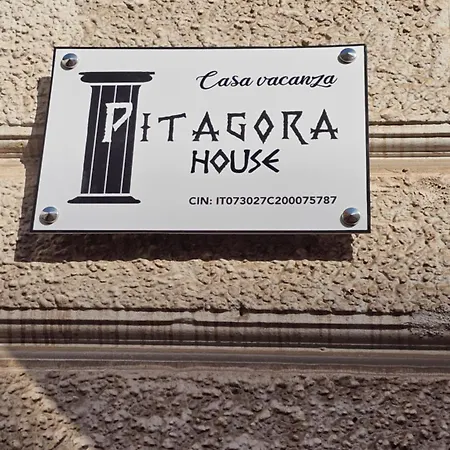 Casa vacanza
PITAGORA
HOUSE
CIN: IT073027C200075787